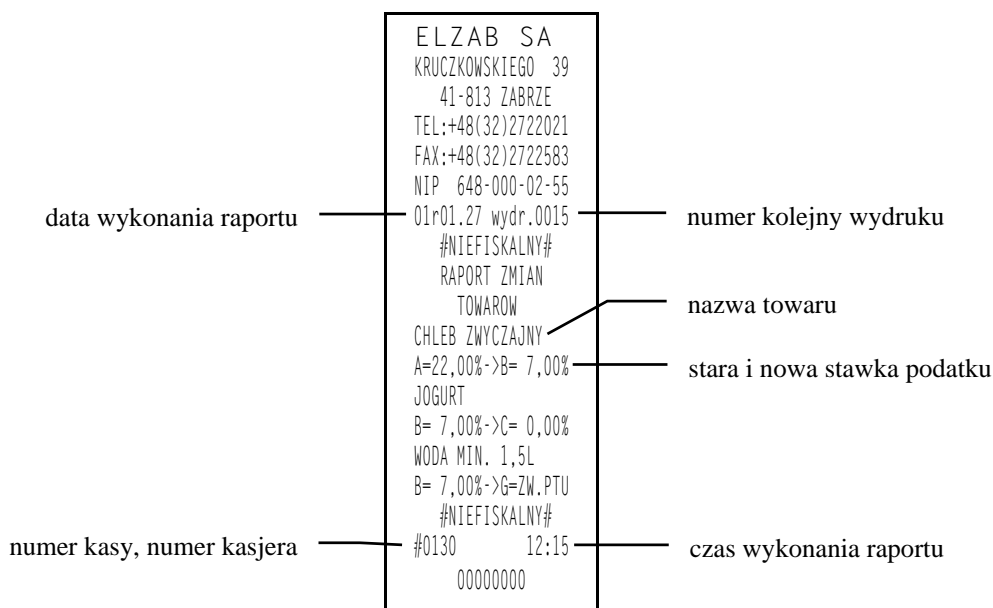 ELZAB SA
KRUCZKOWSKIEGO 39
41-813 ZABRZE
TEL:+48(32)2722021
FAX:+48(32)2722583
NIP 648-000-02-55
data wykonania raportu
01r01.27 wydr.0015
numer kolejny wydruku
#NIEFISKALNY#
RAPORT ZMIAN
TOWAROW
nazwa towaru
CHLEB ZWYCZAJNY
A=22,00%->B= 7,00%
stara i nowa stawka podatku
JOGURT
B= 7,00%->C= 0,00%
WODA MIN. 1,5L
B= 7,00%->G=ZW.PTU
#NIEFISKALNY#
numer kasy, numer kasjera
#0130 12:15
czas wykonania raportu
00000000